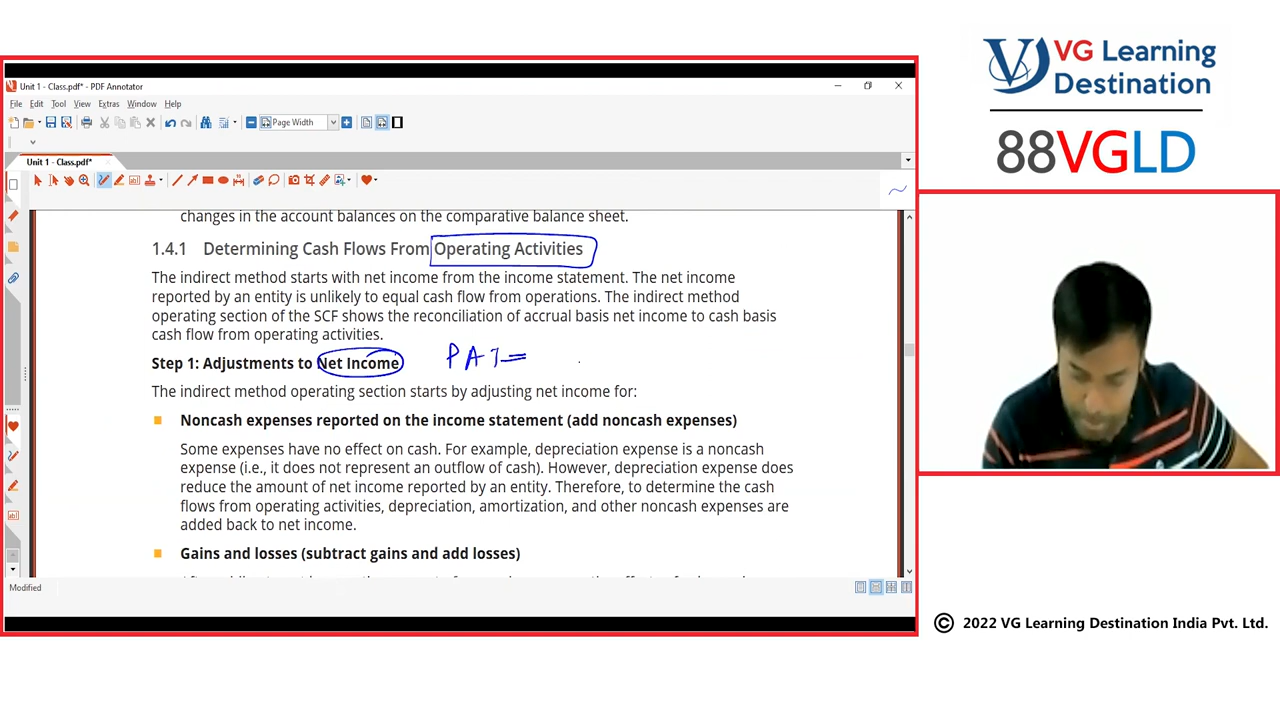 Unit 1 - Class.pdf* - PDF Annotator
File Edit Tool View Extras Window Help
Page Width
Unit 1 - Class.pdf*
changes in the account balances on the comparative balance sheet.
1.4.1 Determining Cash Flows From Operating Activities
The indirect method starts with net income from the income statement. The net income
reported by an entity is unlikely to equal cash flow from operations. The indirect method
operating section of the SCF shows the reconciliation of accrual basis net income to cash basis
cash flow from operating activities.
Step 1: Adjustments to Net Income
PAT=
The indirect method operating section starts by adjusting net income for:
Noncash expenses reported on the income statement (add noncash expenses)
Some expenses have no effect on cash. For example, depreciation expense is a noncash
expense (i.e., it does not represent an outflow of cash). However, depreciation expense does
reduce the amount of net income reported by an entity. Therefore, to determine the cash
flows from operating activities, depreciation, amortization, and other noncash expenses are
added back to net income.
Gains and losses (subtract gains and add losses)
Modified
VG Learning
Destination
88VGLD
© 2022 VG Learning Destination India Pvt. Ltd.